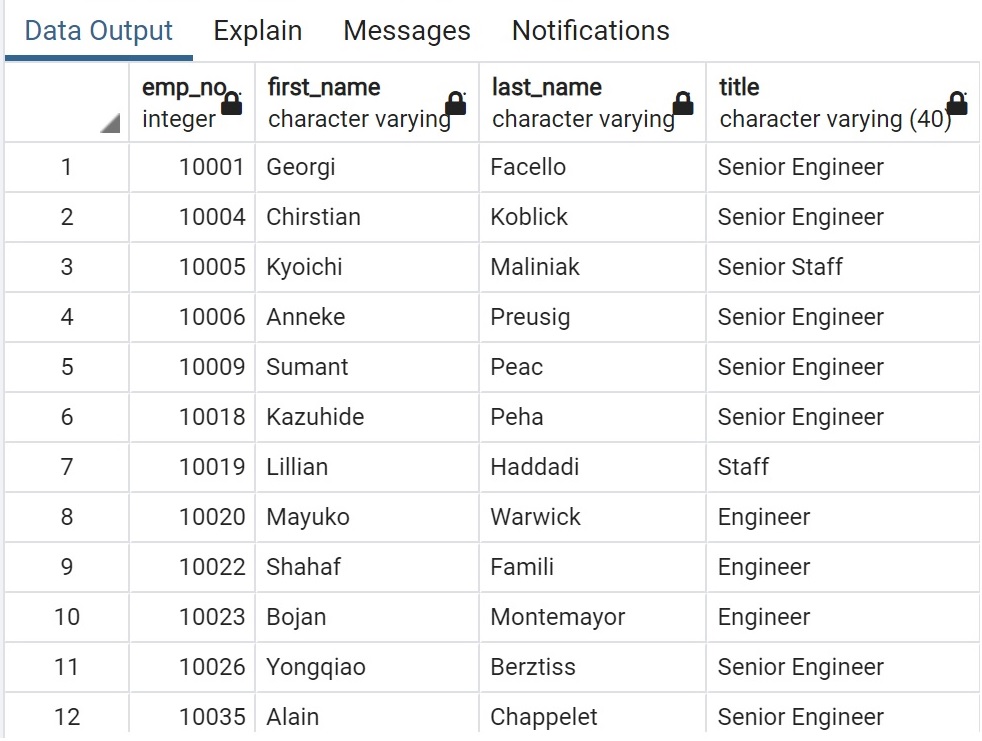 Data Output Explain Messages Notifications
emp_no first_name last_name title
integer character varying character varying character varying (40)
1 10001 Georgi Facello Senior Engineer
2 10004 Chirstian Koblick Senior Engineer
3 10005 Kyoichi Maliniak Senior Staff
4 10006 Anneke Preusig Senior Engineer
5 10009 Sumant Peac Senior Engineer
6 10018 Kazuhide Peha Senior Engineer
7 10019 Lillian Haddadi Staff
8 10020 Mayuko Warwick Engineer
9 10022 Shahaf Famili Engineer
10 10023 Bojan Montemayor Engineer
11 10026 Yongqiao Berztiss Senior Engineer
12 10035 Alain Chappelet Senior Engineer